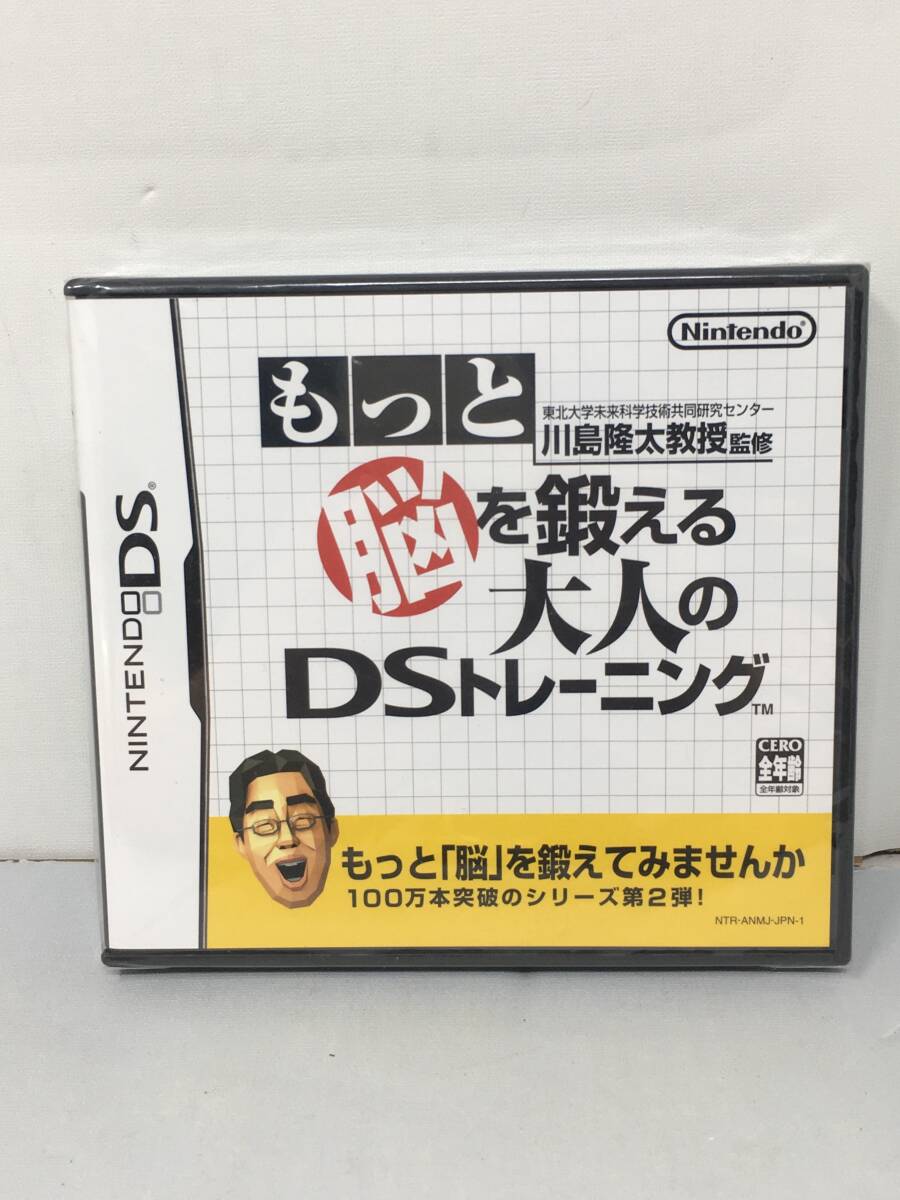 Nintendo®
もっと
東北大学未来科学技術共同研究センター
川島隆太教授監修
脳を鍛える
大人の
DSトレーニング™
NINTENDO DS®
CERO
全年齢
全年齢対象
もっと「脳」を鍛えてみませんか
100万本突破のシリーズ第2弾！
NTR-ANMJ-JPN-1